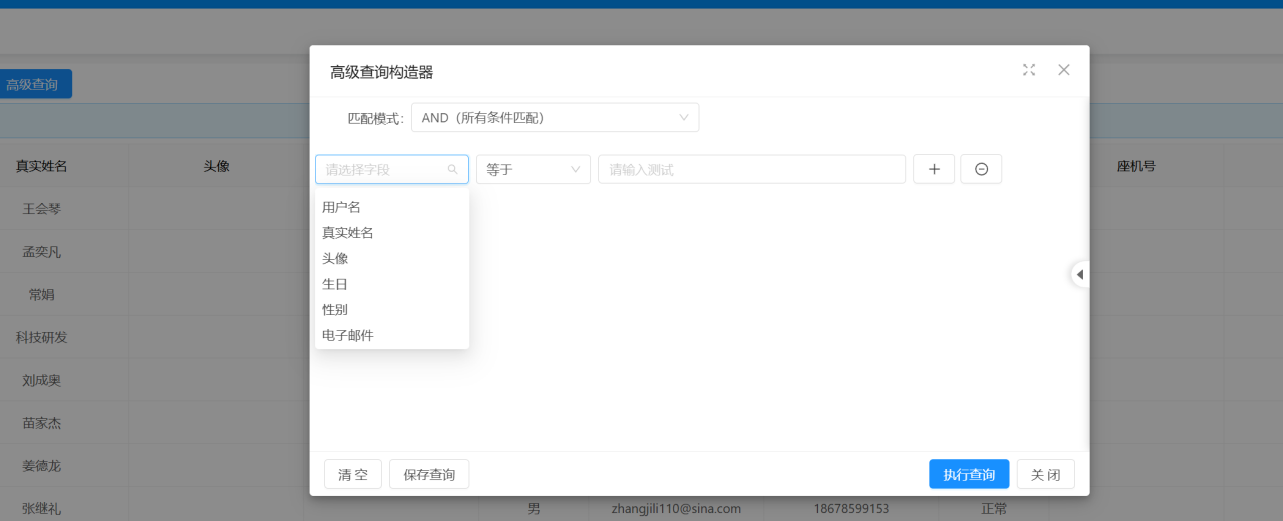 高级查询构造器
高级查询
匹配模式: AND（所有条件匹配）
请选择字段 等于 请输入测试
用户名
真实姓名
头像
生日
性别
电子邮件
清 空 保存查询 执行查询 关 闭
真实姓名 头像 座机号
王会琴
孟奕凡
常娟
科技研发
刘成奥
苗家杰
姜德龙
张继礼 男 zhangjili110@sina.com 18678599153 正常